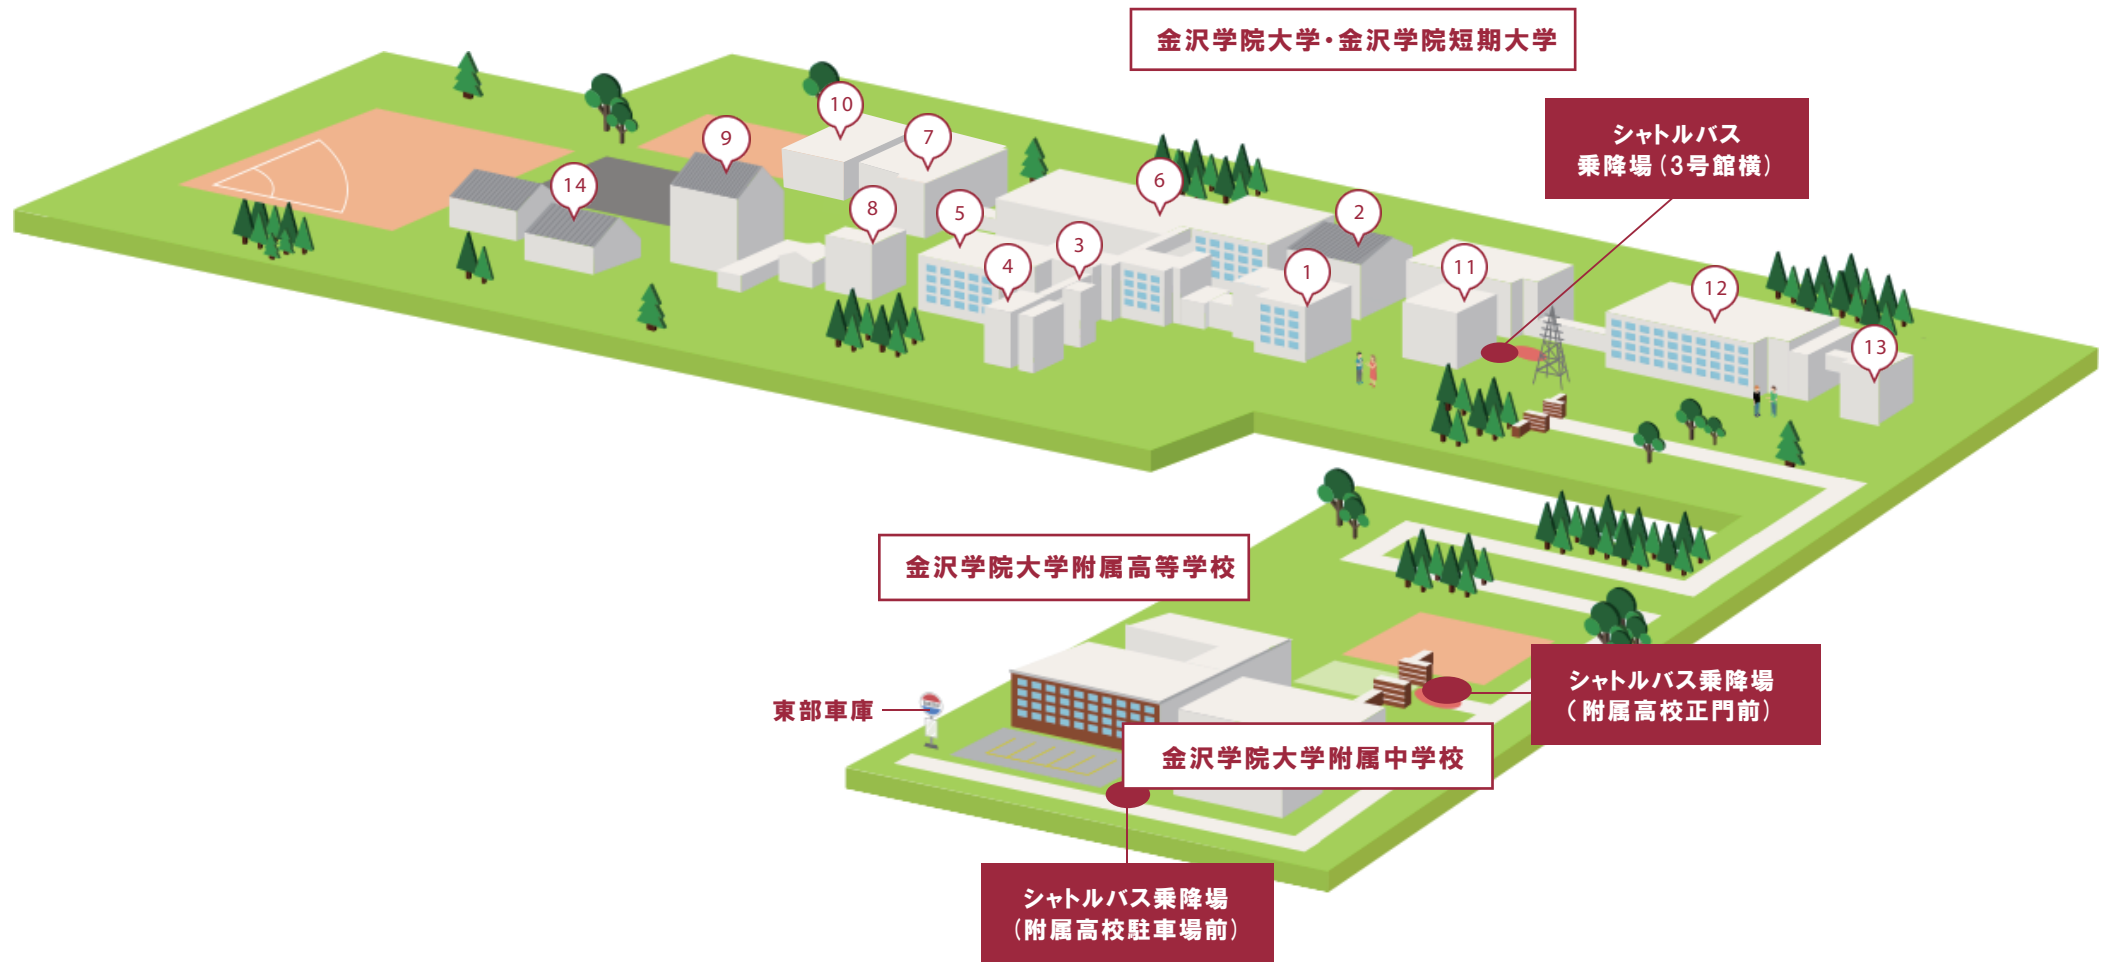 金沢学院大学・金沢学院短期大学
シャトルバス
乗降場（3号館横）
10
9
7
14
8
5
6
3
4
2
1
11
12
13
金沢学院大学附属高等学校
東部車庫
シャトルバス乗降場
（附属高校正門前）
金沢学院大学附属中学校
シャトルバス乗降場
（附属高校駐車場前）